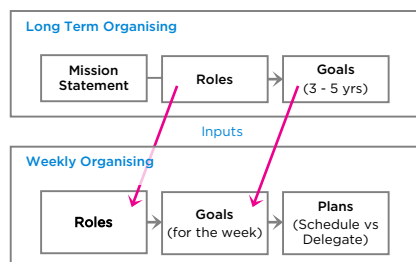 Long Term Organising
Mission
Statement
Roles
Goals
(3 - 5 yrs)
Inputs
Weekly Organising
Roles
Goals
(for the week)
Plans
(Schedule vs
Delegate)